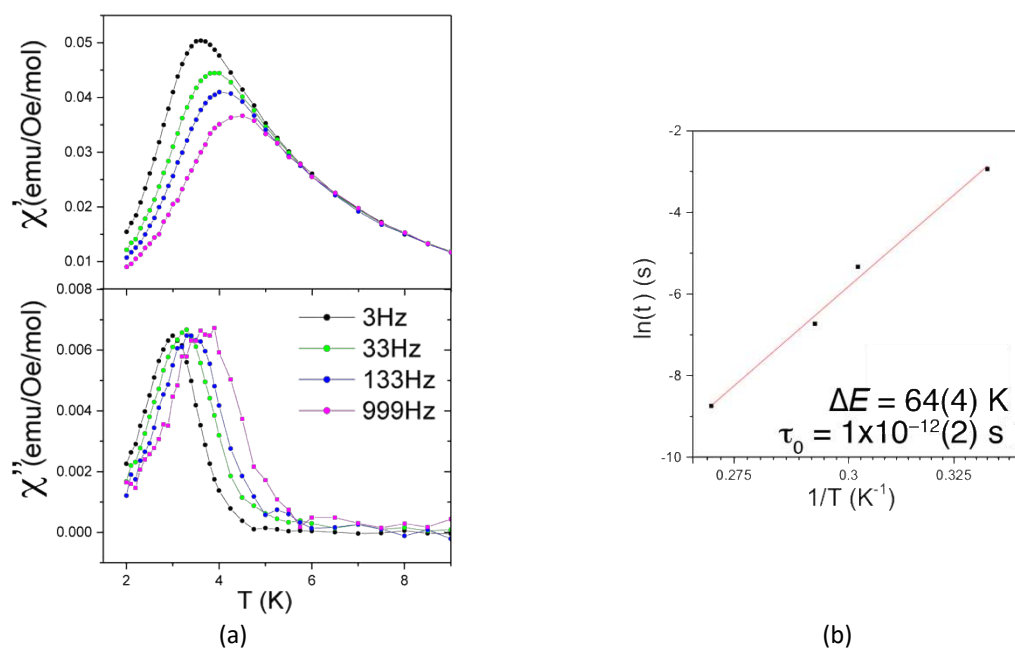 0.05
0.04
0.03
0.02
0.01
χ'(emu/Oe/mol)
0.008
0.006
0.004
0.002
0.000
χ''(emu/Oe/mol)
3Hz
33Hz
133Hz
999Hz
2 4 6 8
T (K)
(a)
-2
-4
-6
-8
-10
ln(t) (s)
ΔE = 64(4) K
τ0 = 1x10⁻¹²(2) s
0.275 0.3 0.325
1/T (K⁻¹)
(b)